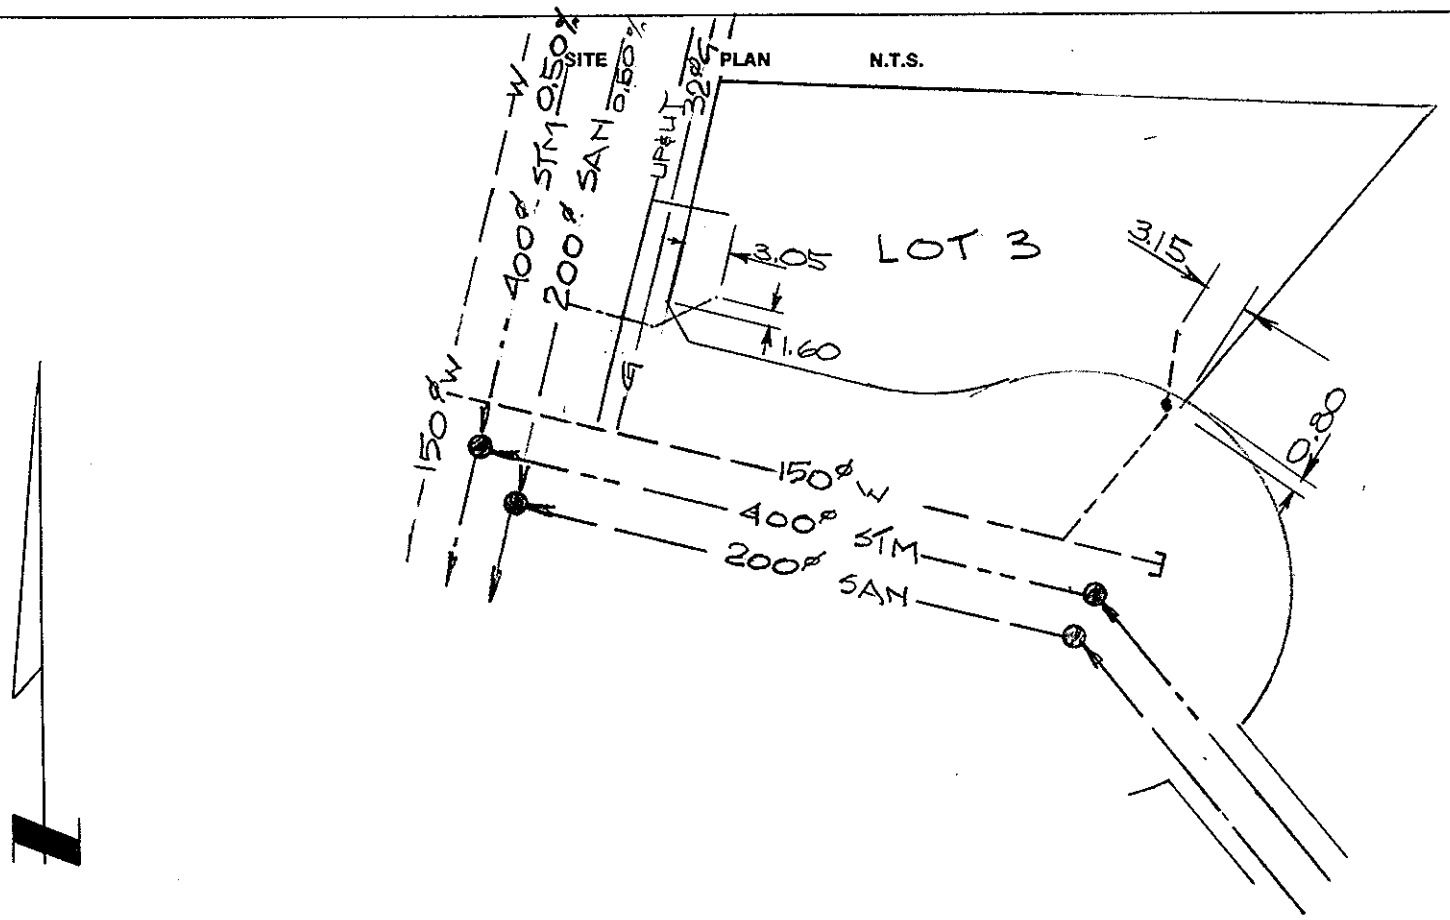 SITE PLAN N.T.S.
W
400ø STM 0.50%
200ø SAN 0.50%
UP&UT
32ø G
LOT 3
3.05
1.60
3.15
0.80
G
150ø W
150ø W
400ø STM
200ø SAN